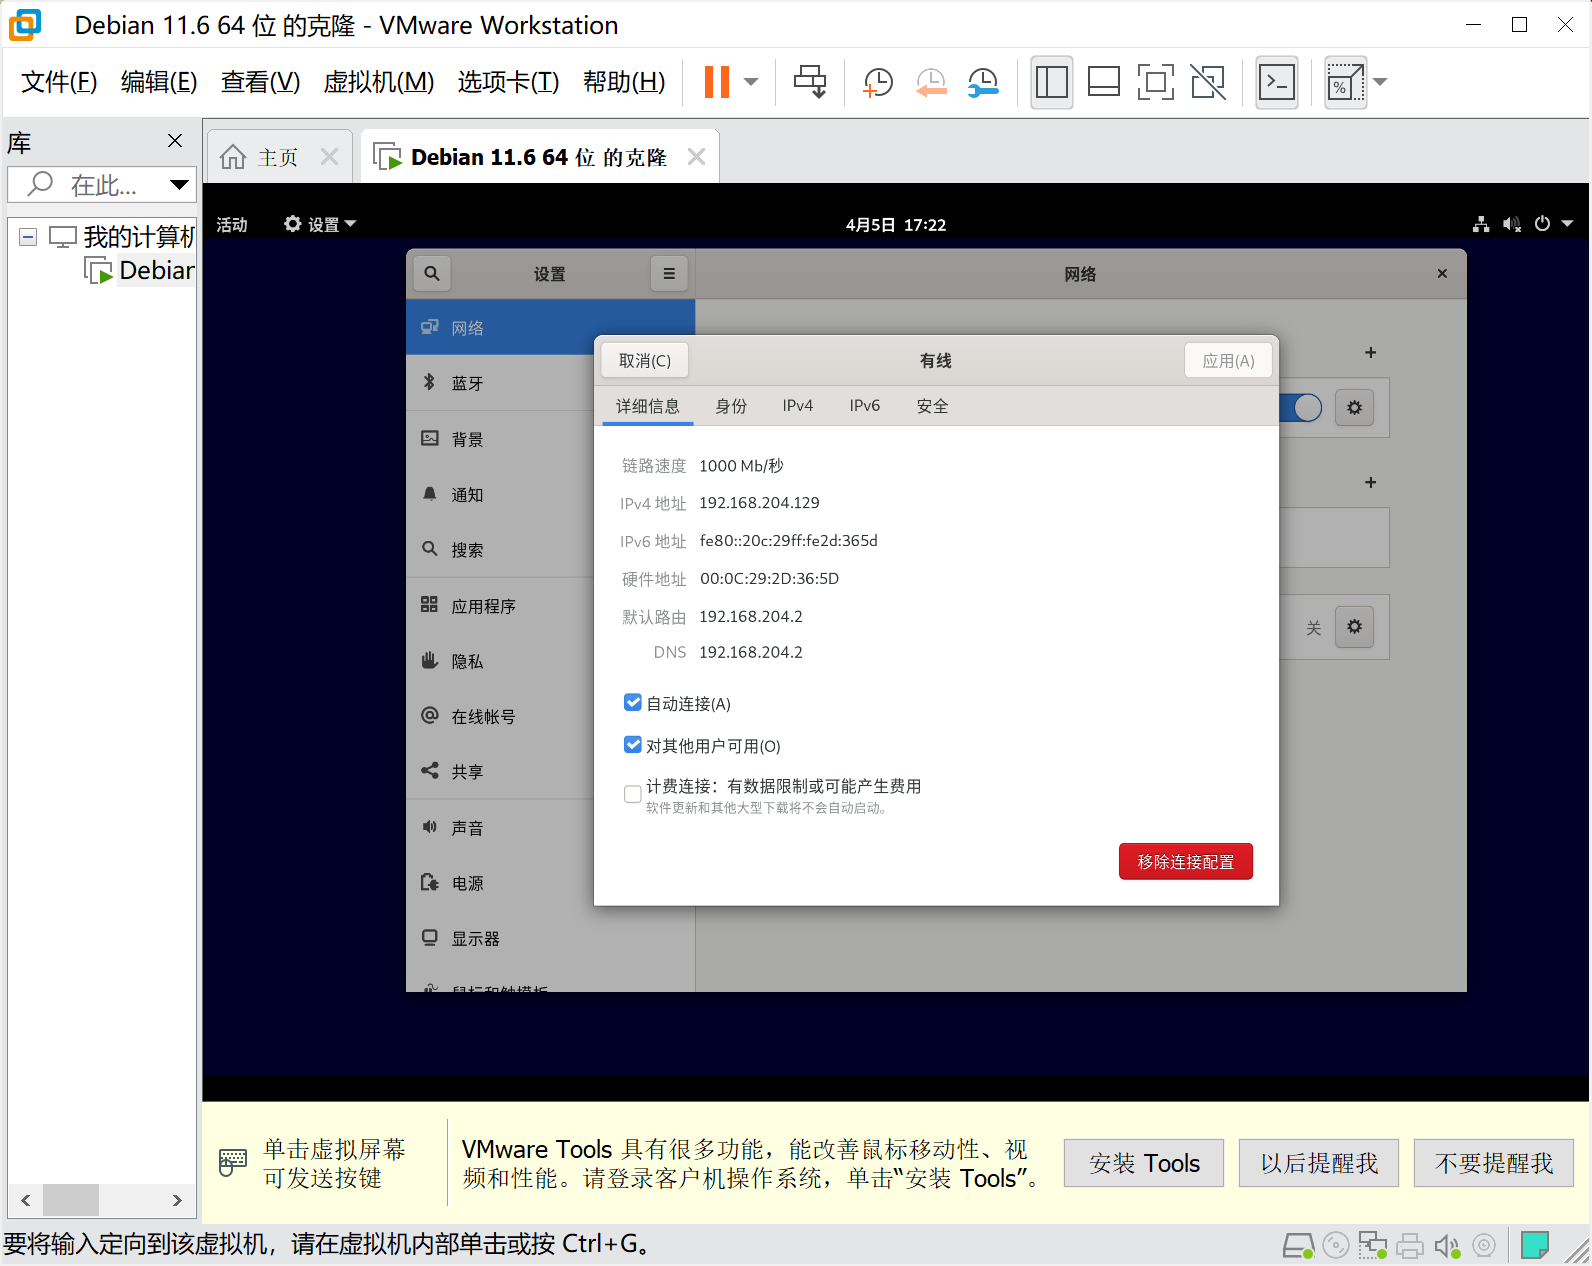 Debian 11.6 64 位 的克隆 - VMware Workstation
文件(F) 编辑(E) 查看(V) 虚拟机(M) 选项卡(T) 帮助(H)
库
在此...
主页
Debian 11.6 64 位 的克隆
我的计算机
Debian
活动
设置
4月5日 17:22
设置
网络
网络
蓝牙
背景
通知
搜索
应用程序
隐私
在线帐号
共享
声音
电源
显示器
鼠标和触摸板
关
取消(C)
有线
应用(A)
详细信息 身份 IPv4 IPv6 安全
链路速度 1000 Mb/秒
IPv4 地址 192.168.204.129
IPv6 地址 fe80::20c:29ff:fe2d:365d
硬件地址 00:0C:29:2D:36:5D
默认路由 192.168.204.2
DNS 192.168.204.2
自动连接(A)
对其他用户可用(O)
计费连接：有数据限制或可能产生费用
软件更新和其他大型下载将不会自动启动。
移除连接配置
单击虚拟屏幕
可发送按键
VMware Tools 具有很多功能，能改善鼠标移动性、视
频和性能。请登录客户机操作系统，单击“安装 Tools”。
安装 Tools
以后提醒我
不要提醒我
要将输入定向到该虚拟机，请在虚拟机内部单击或按 Ctrl+G。